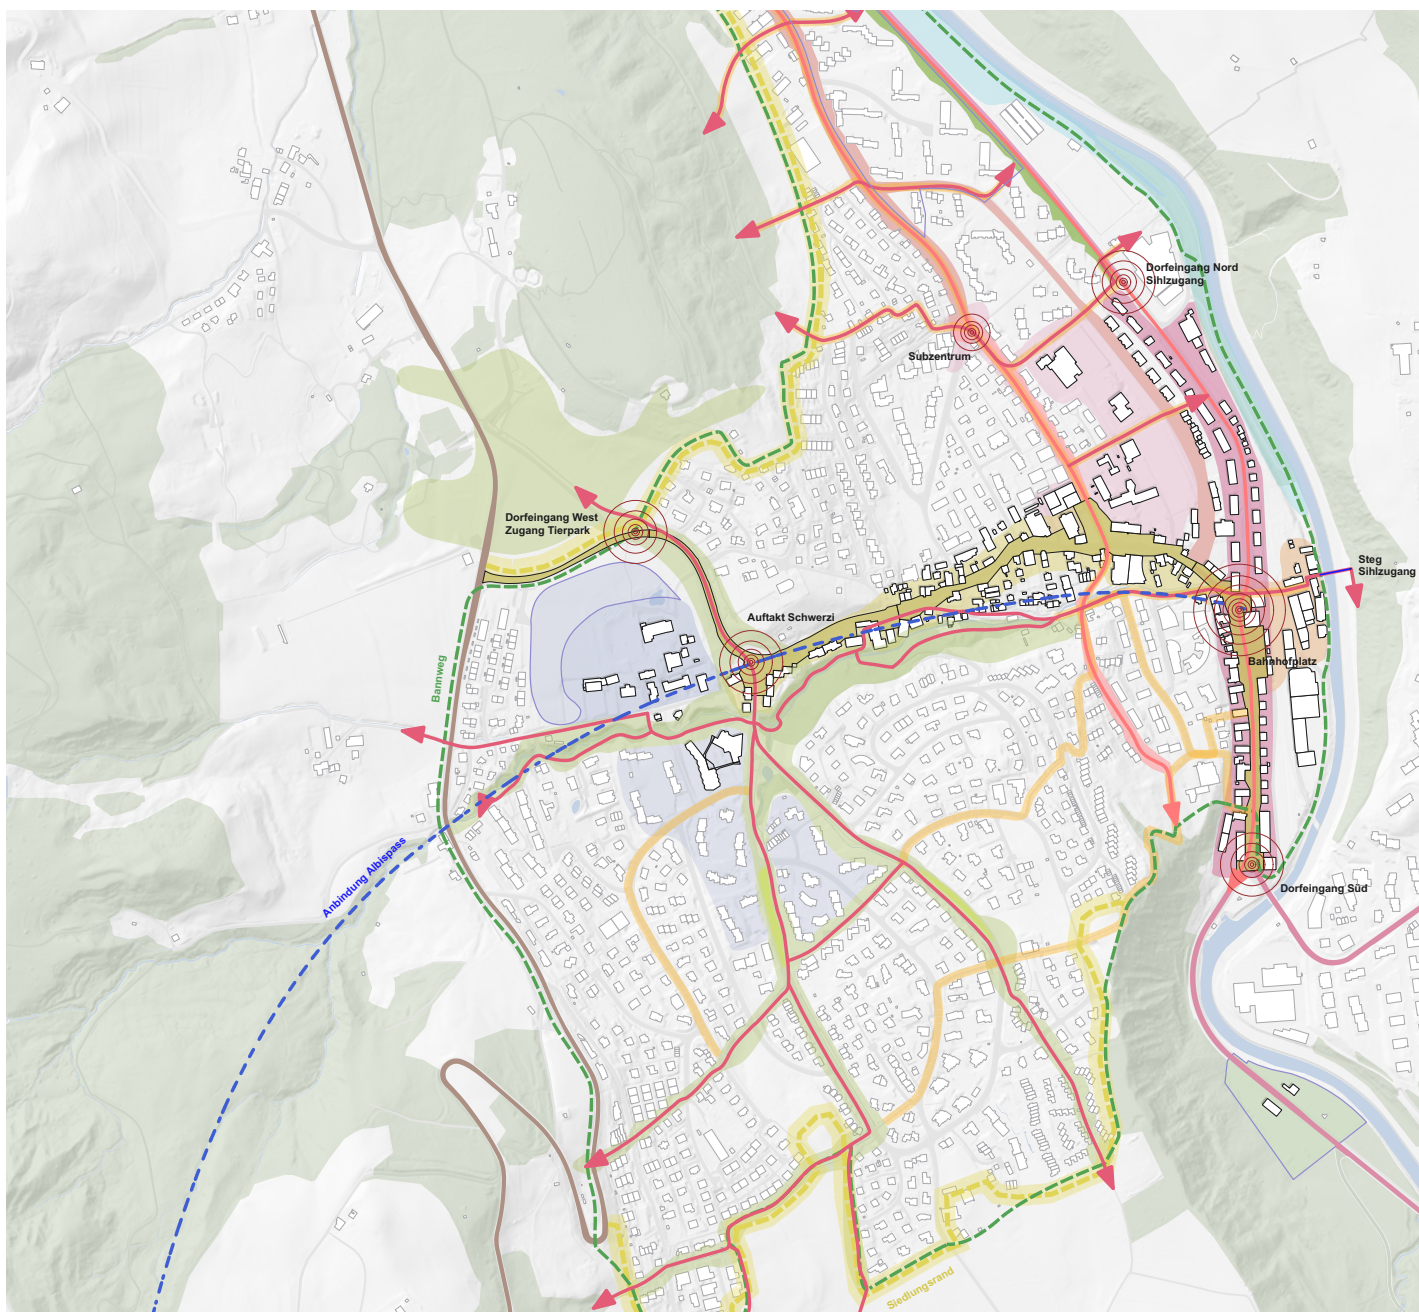 Dorfeingang Nord
Sihlzugang
Subzentrum
Dorfeingang West
Zugang Tierpark
Steg
Sihlzugang
Auftakt Schwerzi
Bahnhofplatz
Bannweg
Anbindung Albispass
Dorfeingang Süd
Siedlungsrand